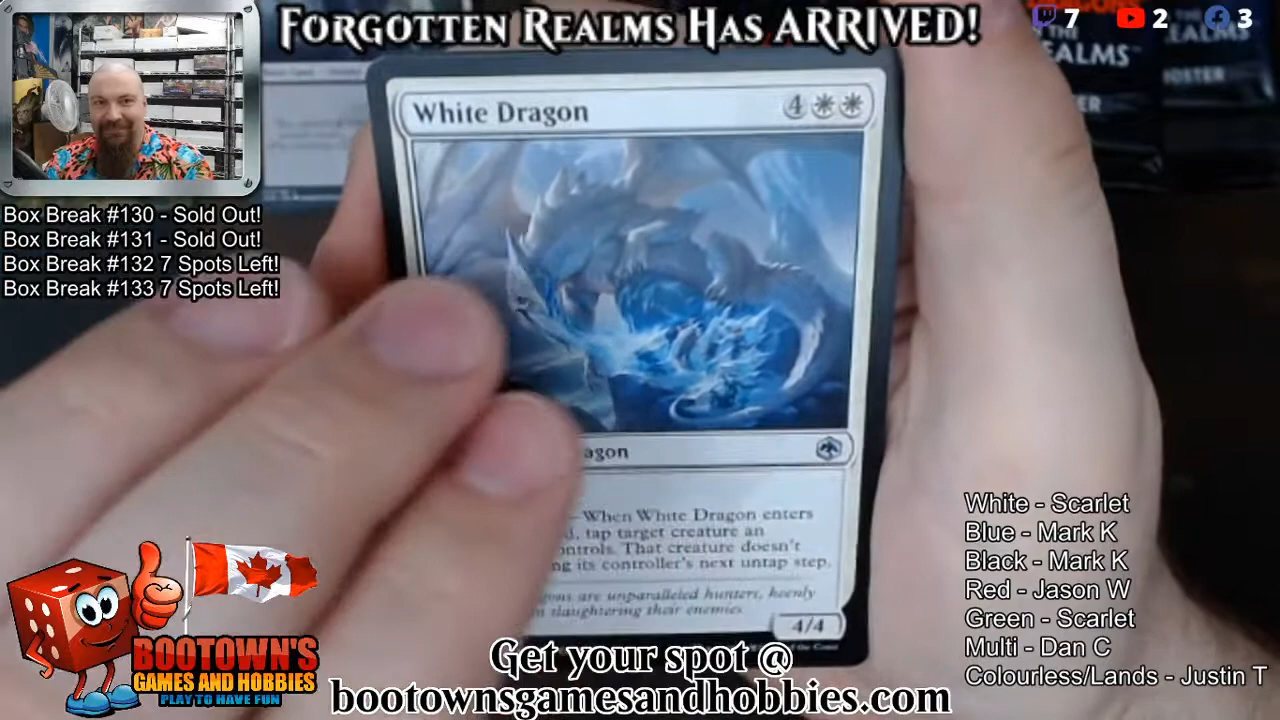 FORGOTTEN REALMS HAS ARRIVED!
7
2
3
REALMS
White Dragon
4
Box Break #130 - Sold Out!
Box Break #131 - Sold Out!
Box Break #132 7 Spots Left!
Box Break #133 7 Spots Left!
When White Dragon enters
tap target creature an
That creature doesn't
its controller's next untap step.
are unparalleled hunters, keenly
slaughtering their enemies
4/4
of the Coast
White - Scarlet
Blue - Mark K
Black - Mark K
Red - Jason W
Green - Scarlet
Multi - Dan C
Colourless/Lands - Justin T
BOOTOWN'S
GAMES AND HOBBIES
PLAY TO HAVE FUN
Get your spot @
bootownsgamesandhobbies.com